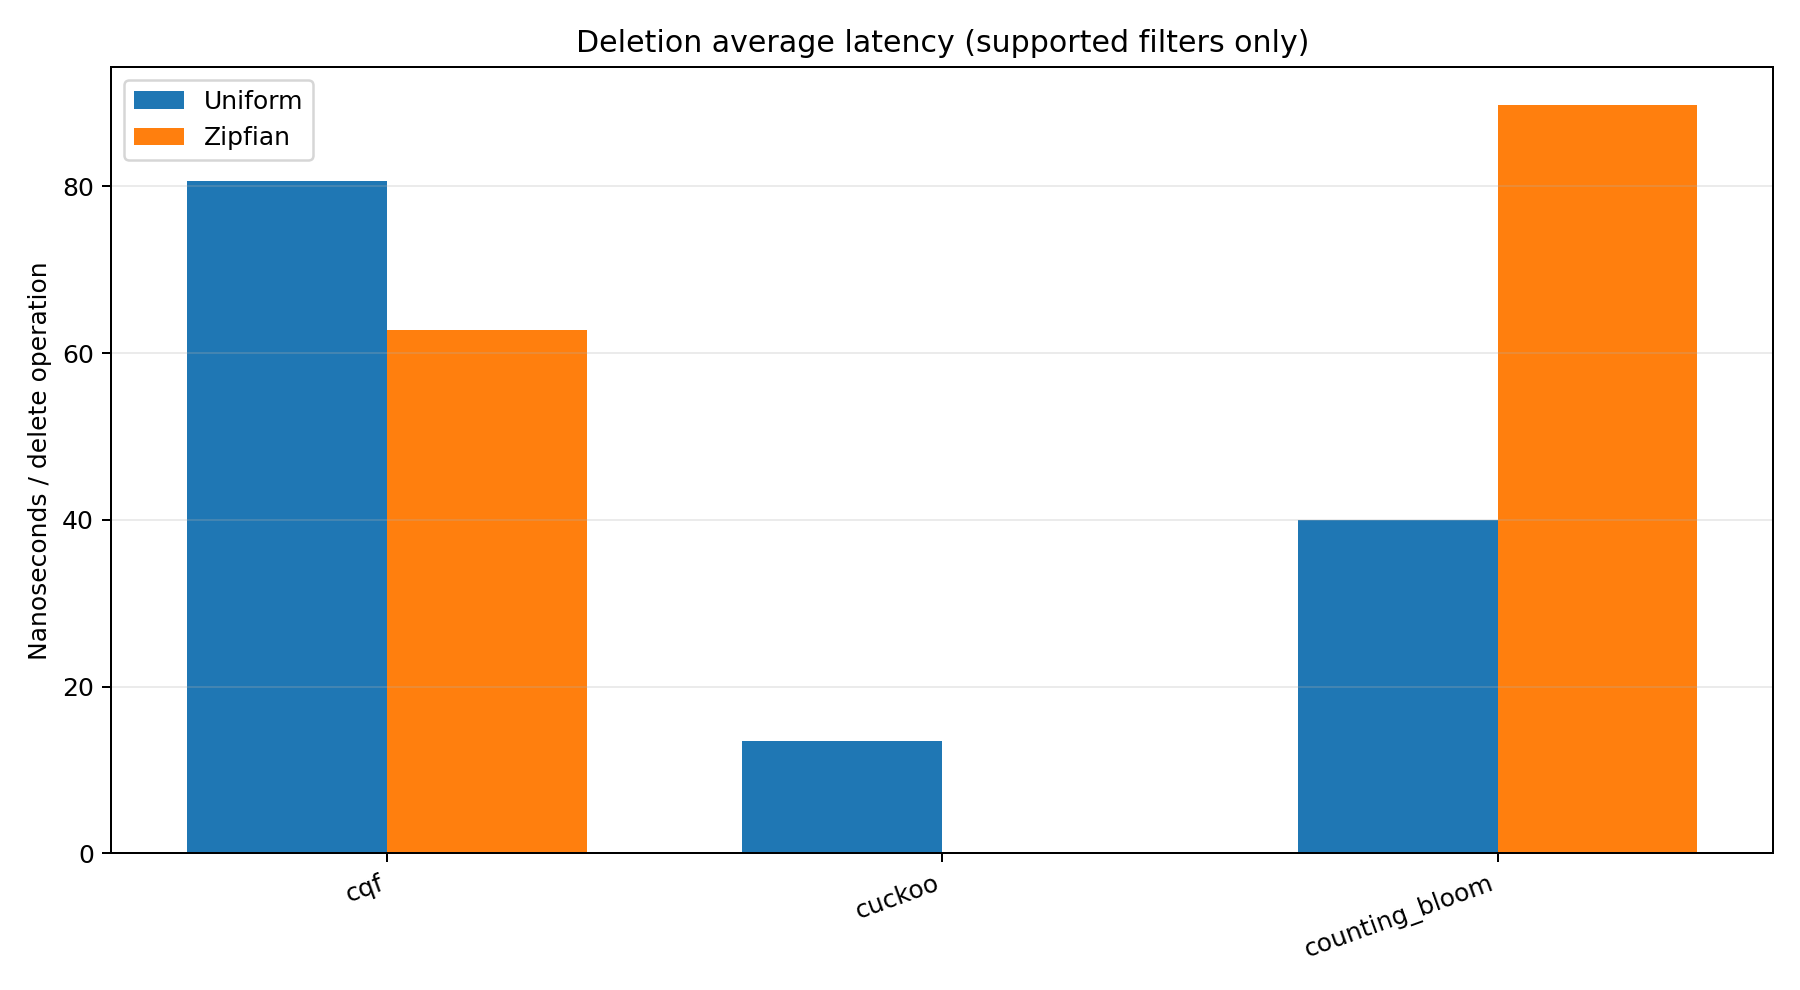 Deletion average latency (supported filters only)
Uniform
Zipfian
Nanoseconds / delete operation
80
60
40
20
0
cqf
cuckoo
counting_bloom